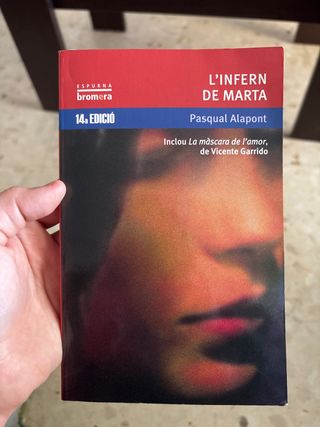 ESPURNA
bromera
14a EDICIÓ
L'INFERN
DE MARTA
Pasqual Alapont
Inclou La màscara de l'amor,
de Vicente Garrido